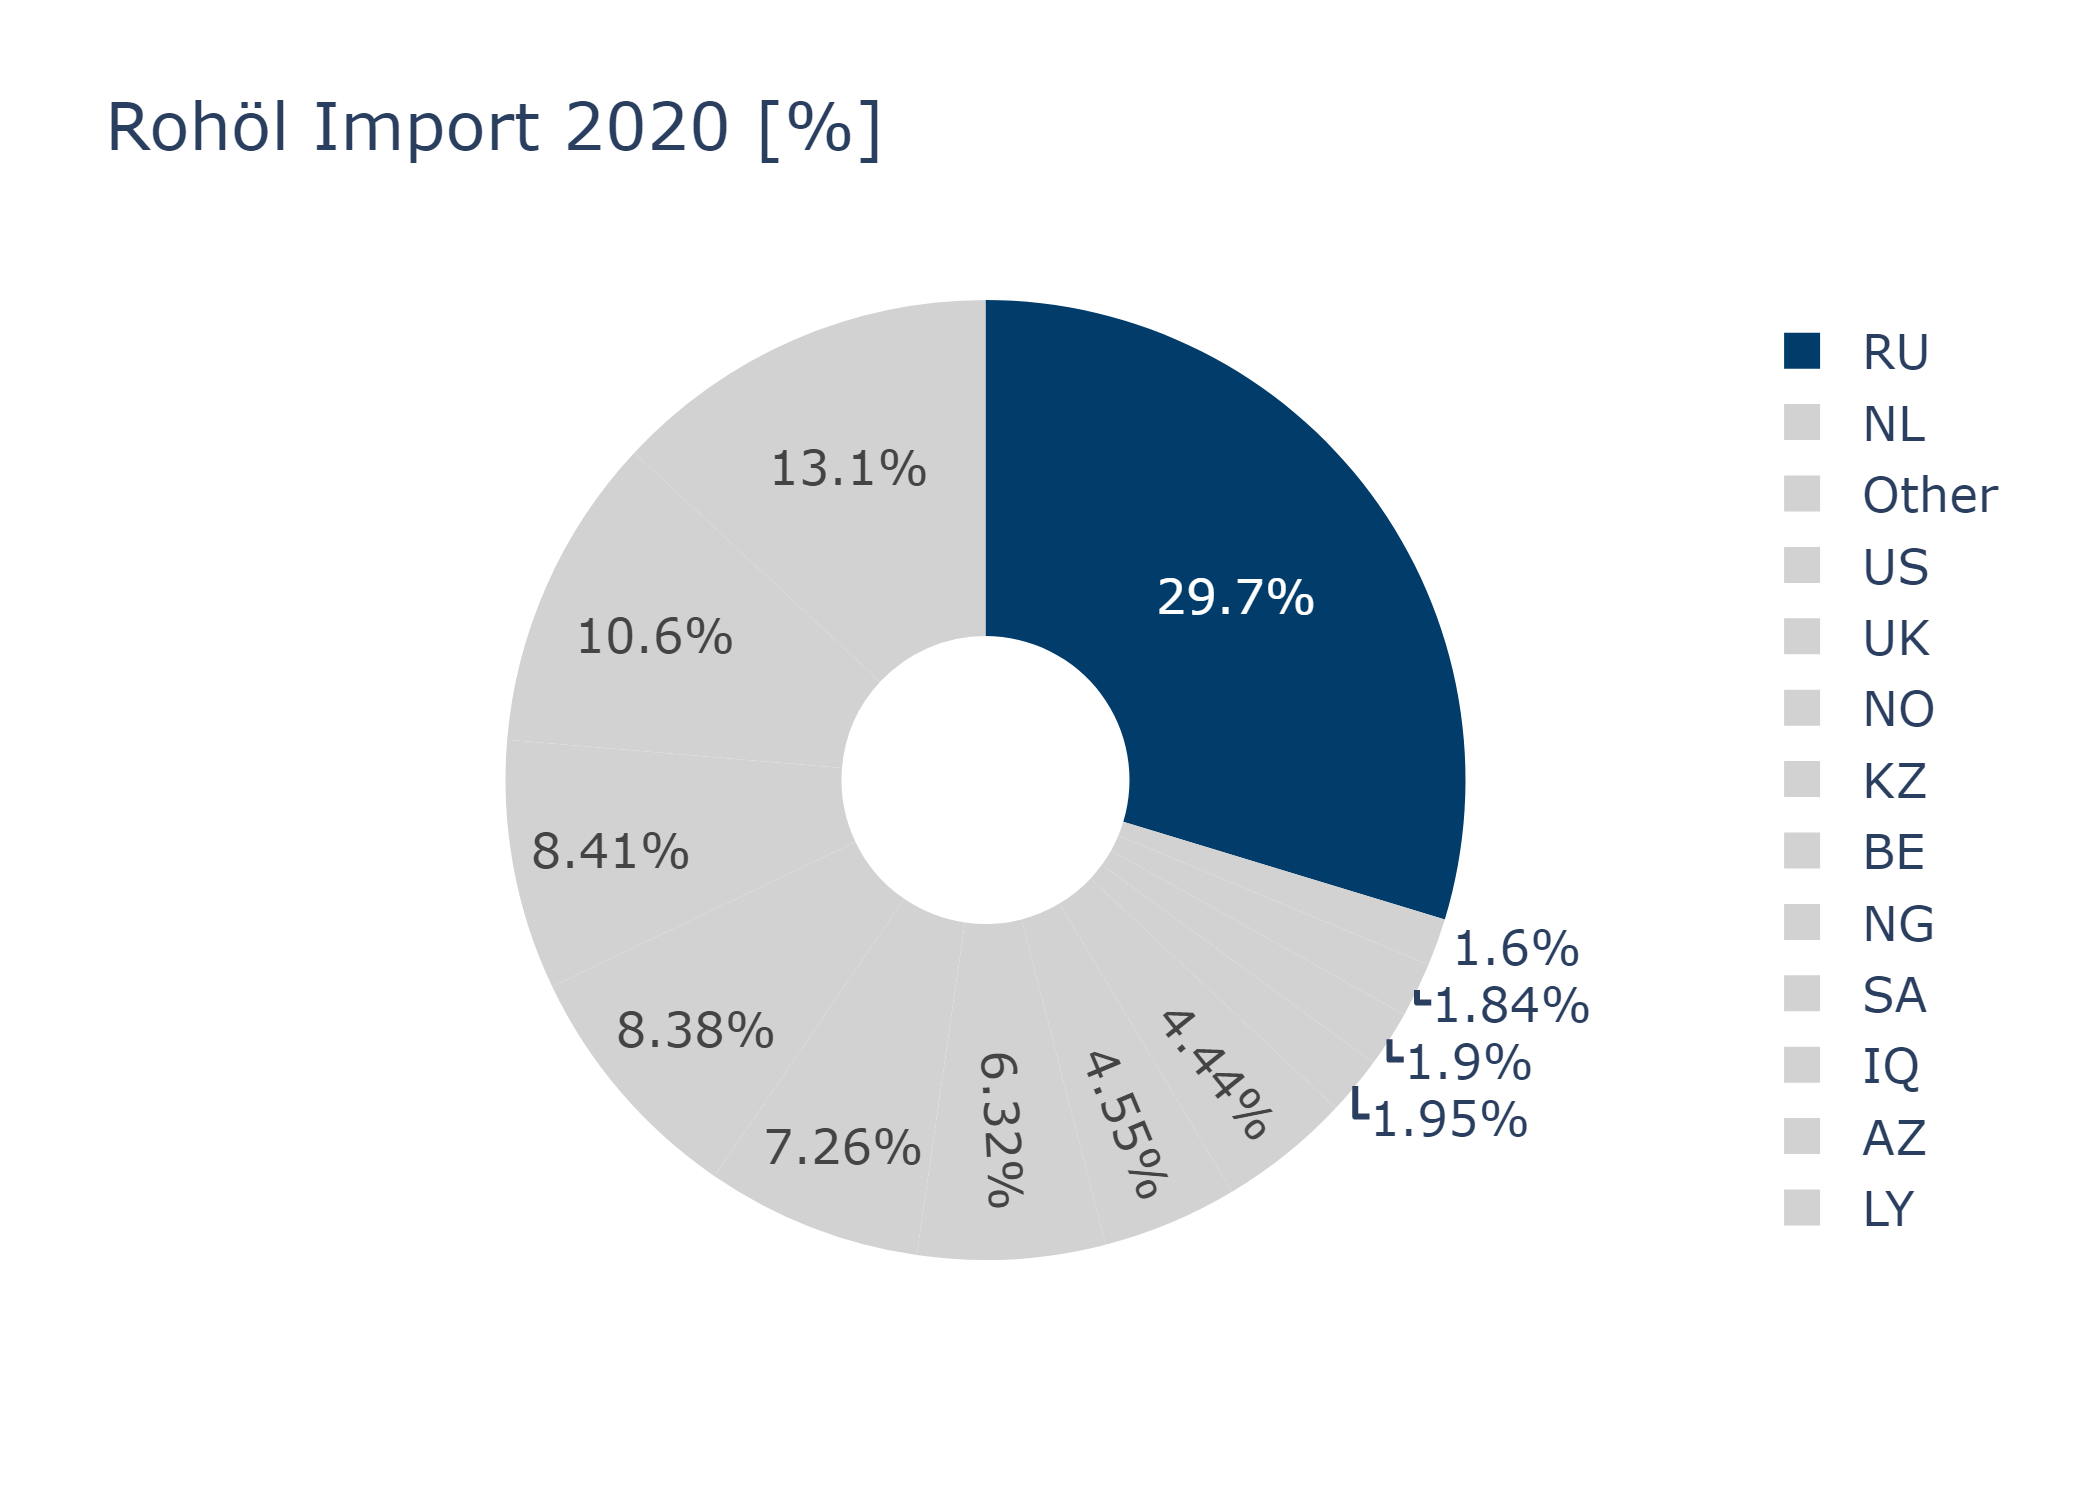 Rohöl Import 2020 [%]
13.1%
29.7%
10.6%
8.41%
8.38%
7.26%
6.32%
4.55%
4.44%
1.6%
1.84%
1.9%
1.95%
RU
NL
Other
US
UK
NO
KZ
BE
NG
SA
IQ
AZ
LY